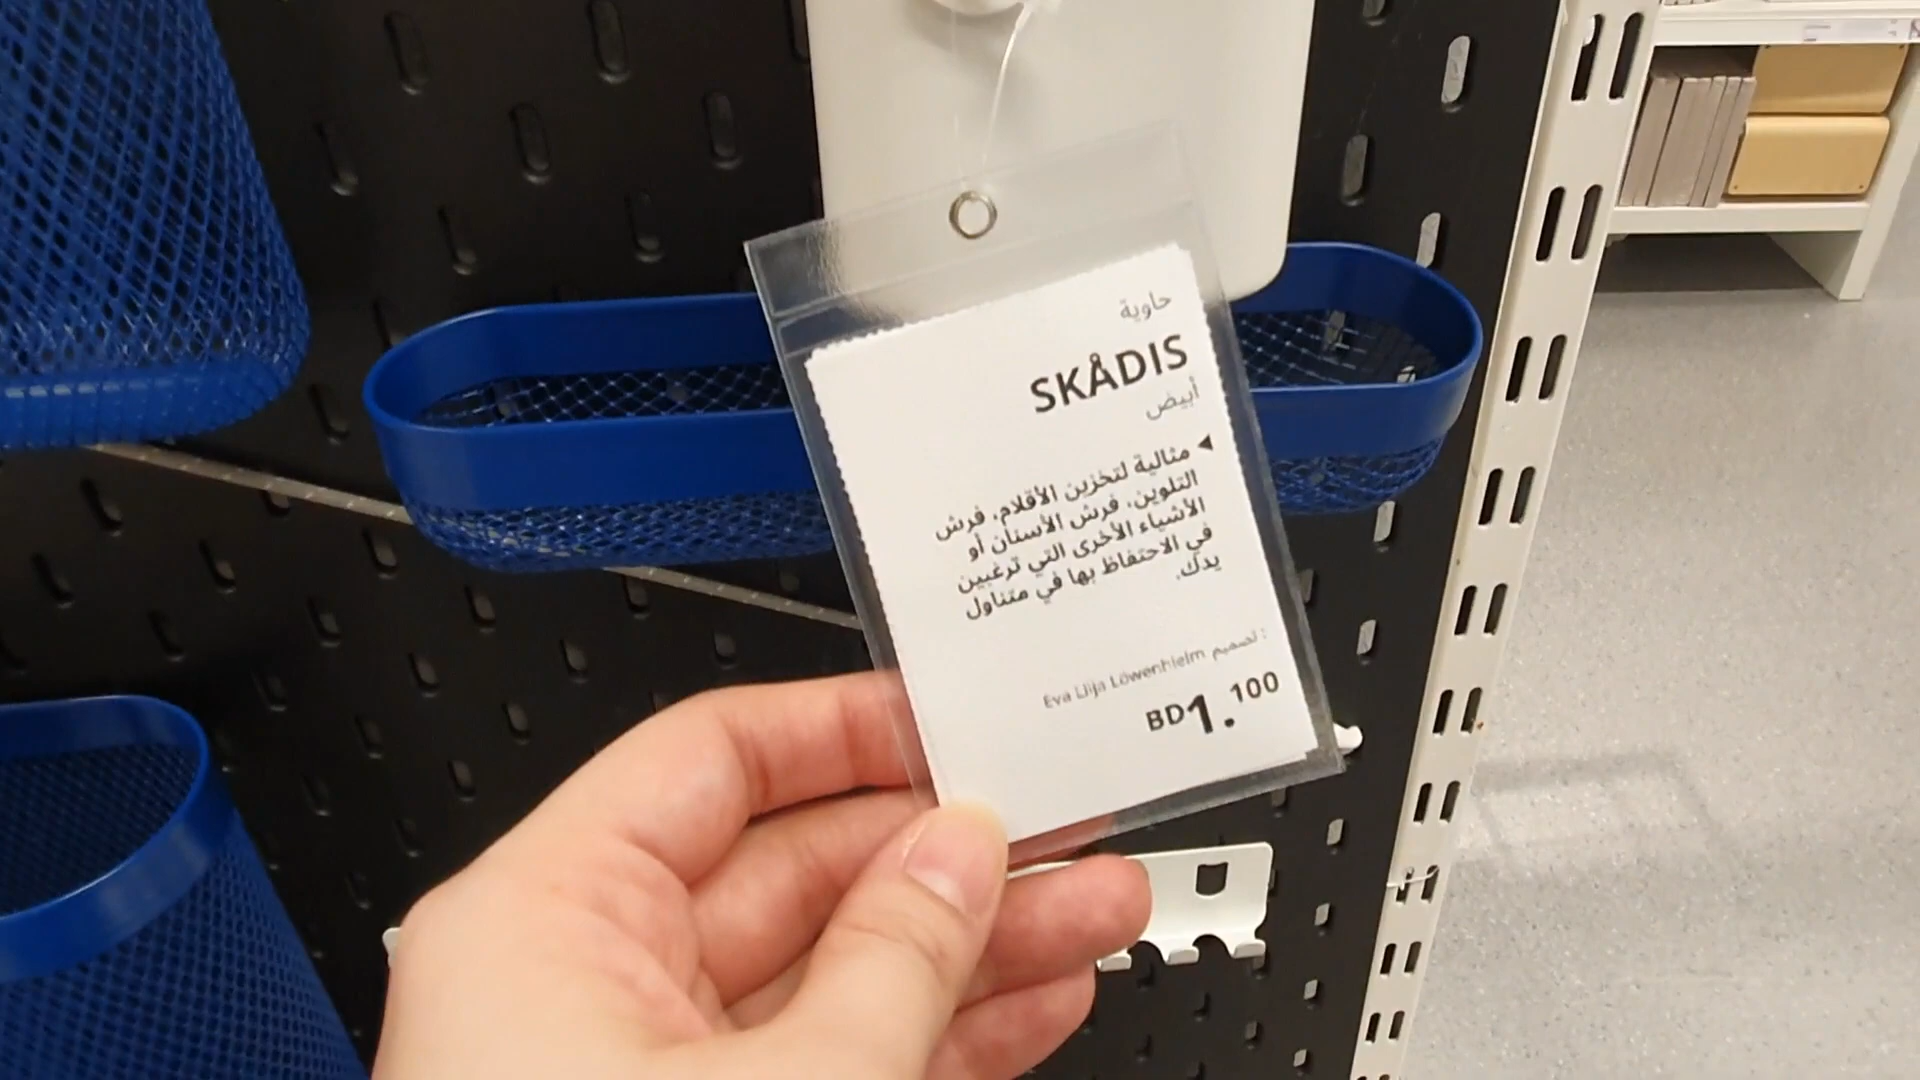 حاوية
SKÅDIS
أبيض
◀ مثالية لتخزين الأقلام، فرش
التلوين، فرش الأسنان أو
الأشياء الأخرى التي ترغبين
في الاحتفاظ بها في متناول
يدك.
تصميم : Eva Lilja Löwenhielm
BD1.100